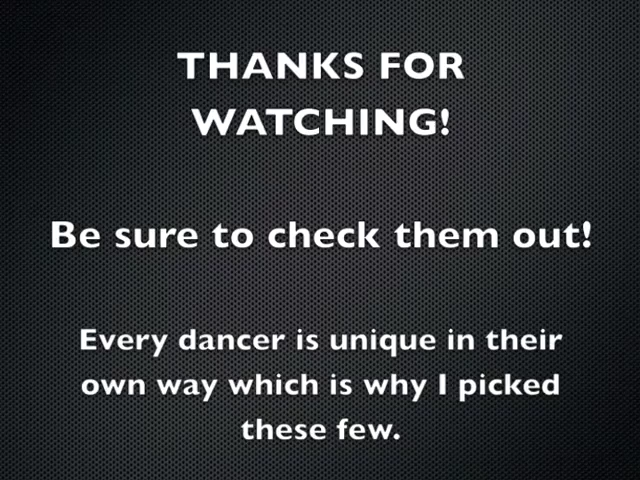 THANKS FOR
WATCHING!
Be sure to check them out!
Every dancer is unique in their
own way which is why I picked
these few.